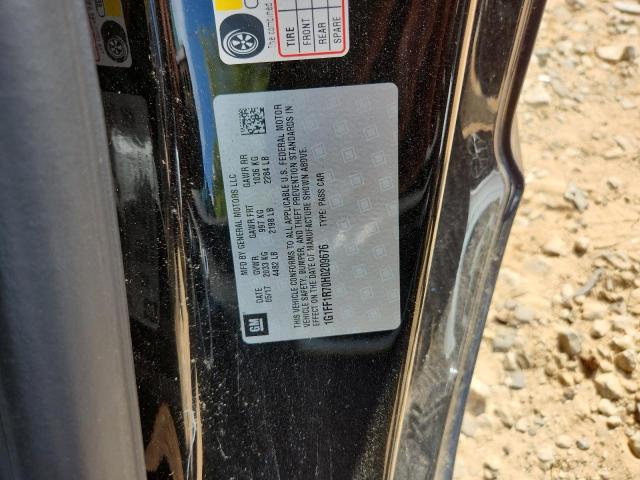 The combined
TIRE
FRONT
REAR
SPARE
GM
MFD BY GENERAL MOTORS LLC
DATE GVWR GAWR FRT GAWR RR
05/17 2033 KG 997 KG 1036 KG
4482 LB 2198 LB 2284 LB
THIS VEHICLE CONFORMS TO ALL APPLICABLE U.S. FEDERAL MOTOR
VEHICLE SAFETY, BUMPER, AND THEFT PREVENTION STANDARDS IN
EFFECT ON THE DATE OF MANUFACTURE SHOWN ABOVE.
1G1FF1R70H0209676 TYPE: PASS CAR